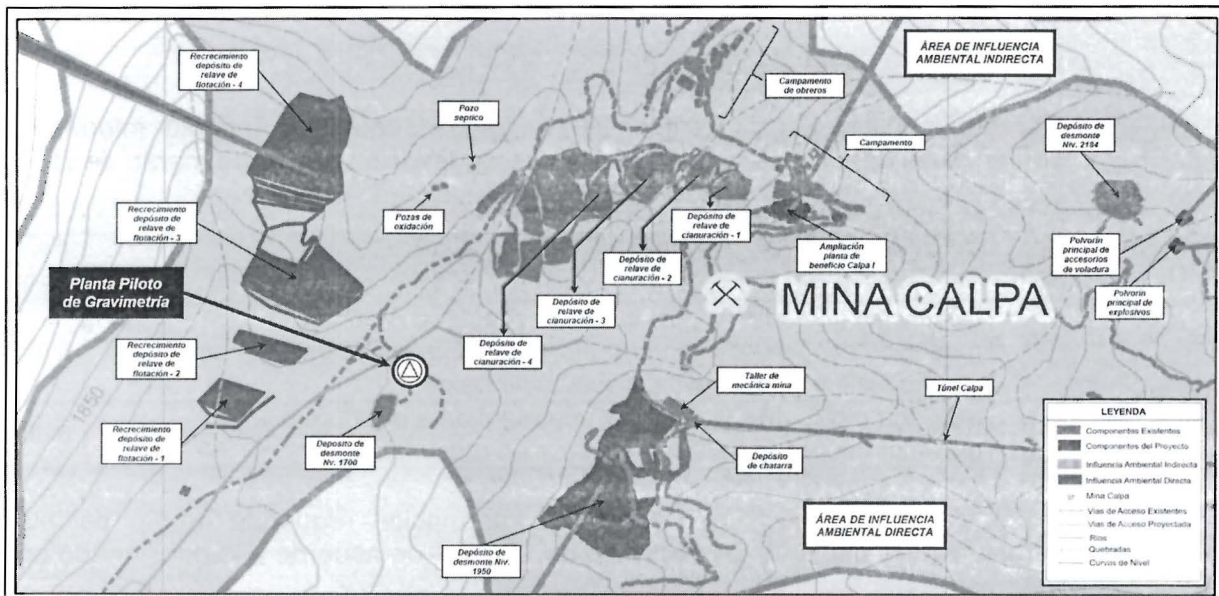 Recrecimiento
depósito de
relave de
flotación - 4
Pozo
septico
Pozas de
oxidación
Campamento
de obreros
ÁREA DE INFLUENCIA
AMBIENTAL INDIRECTA
Campamento
Depósito de
desmonte
Niv. 2184
Recrecimiento
depósito de
relave de
flotación - 3
Depósito
de relave de
cianuración - 1
Ampliación
planta de
beneficio Calpa I
Polvorín
principal de
accesorios
de voladura
Depósito
de relave de
cianuración - 2
Polvorín
principal de
explosivos
Planta Piloto
de Gravimetría
MINA CALPA
Depósito
de relave de
cianuración - 3
Recrecimiento
depósito de
relave de
flotación - 2
Depósito
de relave de
cianuración - 4
1850
Taller de
mecánica mina
Túnel Calpa
Recrecimiento
depósito de
relave de
flotación - 1
Deposito de
desmonte
Nv. 1700
Depósito
de chatarra
ÁREA DE INFLUENCIA
AMBIENTAL DIRECTA
Depósito de
desmonte Niv.
1950
LEYENDA
Componentes Existentes
Componentes del Proyecto
Influencia Ambiental Indirecta
Influencia Ambiental Directa
Mina Calpa
Vias de Acceso Existentes
Vias de Acceso Proyectada
Rios
Quebradas
Curvas de Nivel